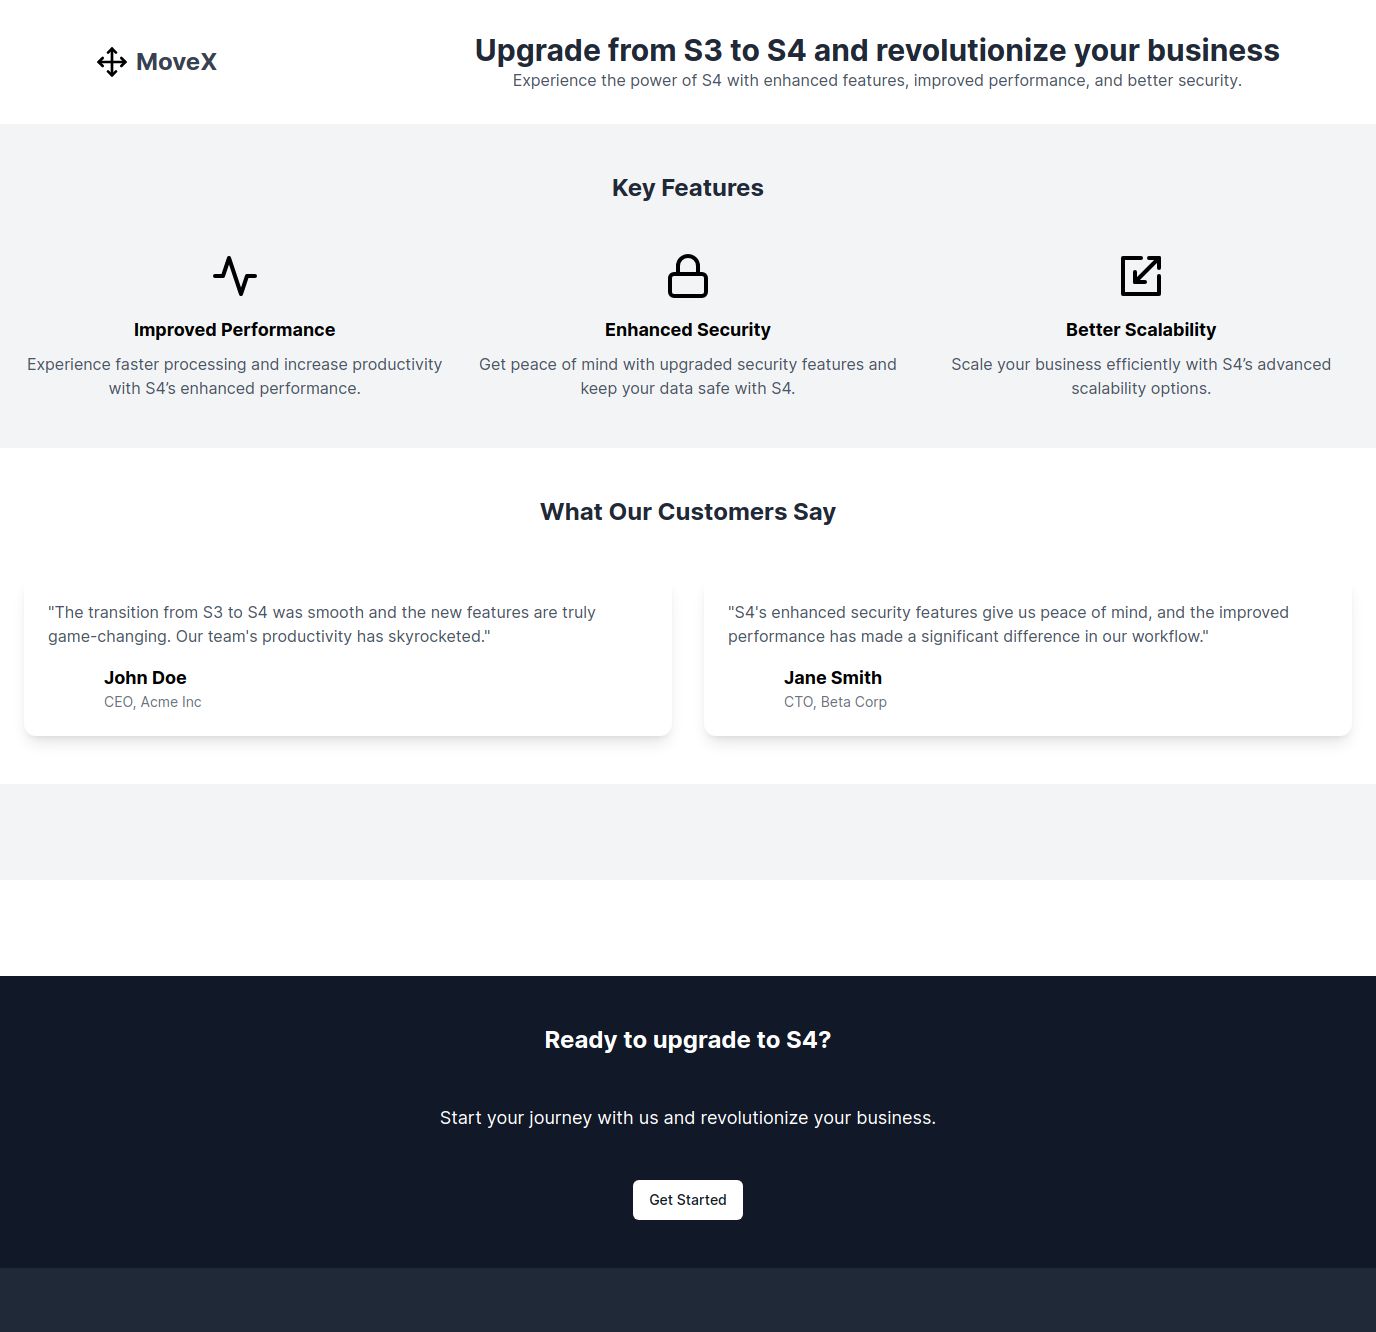 MoveX
Upgrade from S3 to S4 and revolutionize your business
Experience the power of S4 with enhanced features, improved performance, and better security.
Key Features
Improved Performance
Experience faster processing and increase productivity
with S4’s enhanced performance.
Enhanced Security
Get peace of mind with upgraded security features and
keep your data safe with S4.
Better Scalability
Scale your business efficiently with S4’s advanced
scalability options.
What Our Customers Say
"The transition from S3 to S4 was smooth and the new features are truly
game-changing. Our team's productivity has skyrocketed."
John Doe
CEO, Acme Inc
"S4's enhanced security features give us peace of mind, and the improved
performance has made a significant difference in our workflow."
Jane Smith
CTO, Beta Corp
Ready to upgrade to S4?
Start your journey with us and revolutionize your business.
Get Started